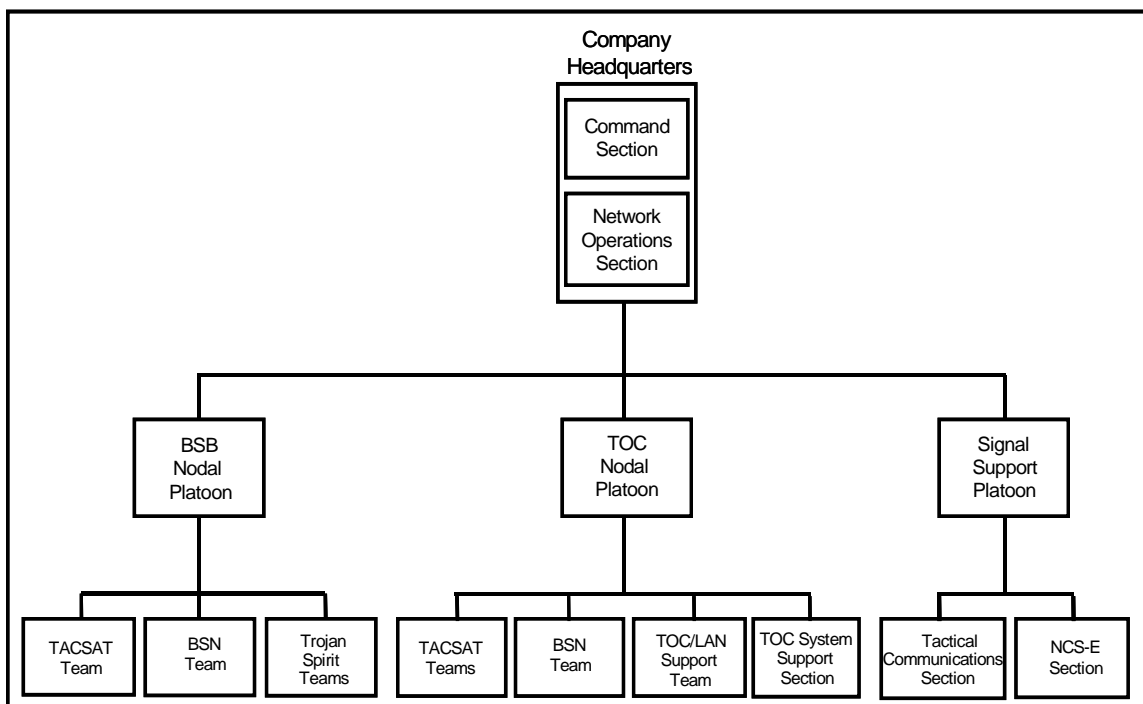 Company
Headquarters
Command
Section
Network
Operations
Section
BSB
Nodal
Platoon
TOC
Nodal
Platoon
Signal
Support
Platoon
TACSAT
Team
BSN
Team
Trojan
Spirit
Teams
TACSAT
Teams
BSN
Team
TOC/LAN
Support
Team
TOC System
Support
Section
Tactical
Communications
Section
NCS-E
Section